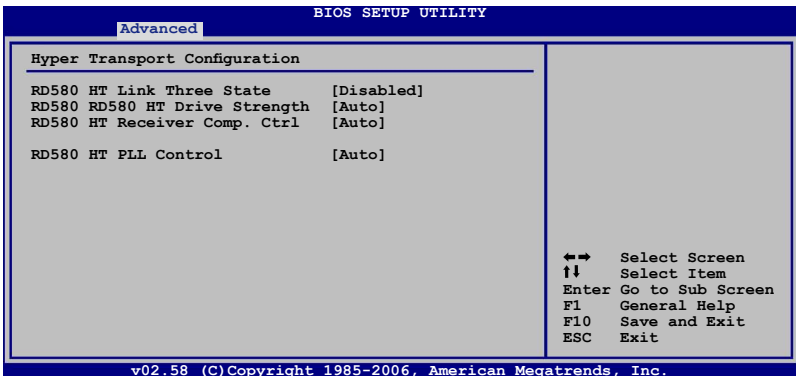 BIOS SETUP UTILITY
Advanced
Hyper Transport Configuration
RD580 HT Link Three State [Disabled]
RD580 RD580 HT Drive Strength [Auto]
RD580 HT Receiver Comp. Ctrl [Auto]
RD580 HT PLL Control [Auto]
←→ Select Screen
↑↓ Select Item
Enter Go to Sub Screen
F1 General Help
F10 Save and Exit
ESC Exit
v02.58 (C)Copyright 1985-2006, American Megatrends, Inc.